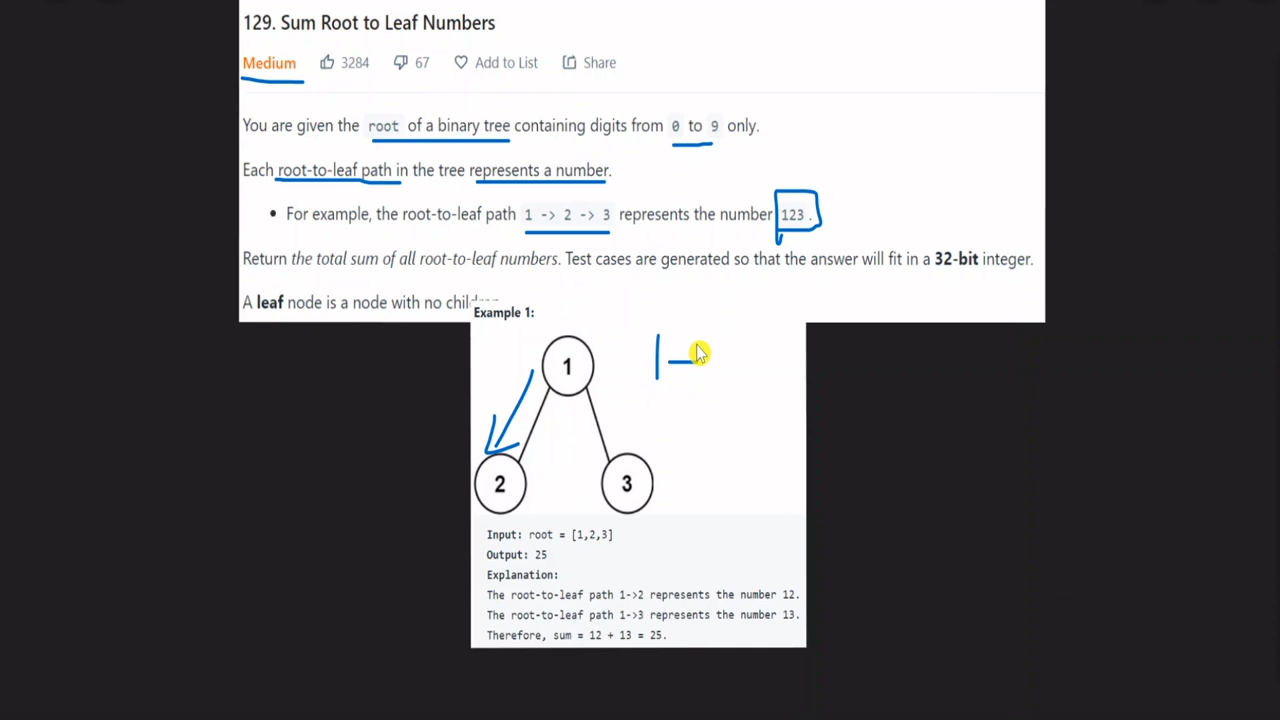 129. Sum Root to Leaf Numbers
Medium 3284 67 Add to List Share
You are given the root of a binary tree containing digits from 0 to 9 only.
Each root-to-leaf path in the tree represents a number.
• For example, the root-to-leaf path 1 -> 2 -> 3 represents the number 123.
Return the total sum of all root-to-leaf numbers. Test cases are generated so that the answer will fit in a 32-bit integer.
A leaf node is a node with no
Example 1:
1
2 3
Input: root = [1,2,3]
Output: 25
Explanation:
The root-to-leaf path 1->2 represents the number 12.
The root-to-leaf path 1->3 represents the number 13.
Therefore, sum = 12 + 13 = 25.